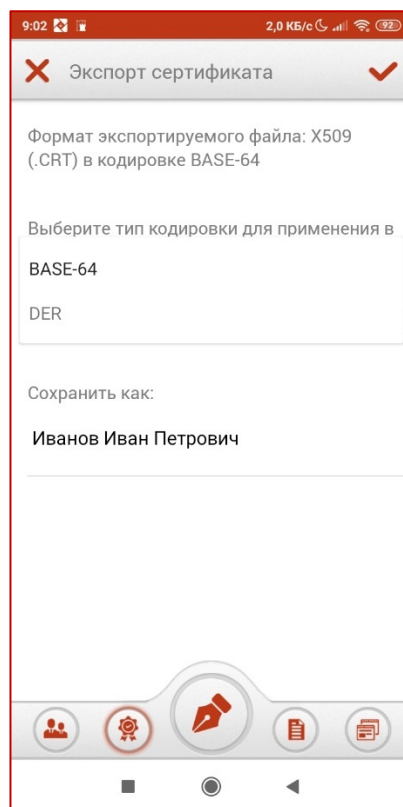 9:02 2,0 КБ/с 92
Экспорт сертификата
Формат экспортируемого файла: X509
(.CRT) в кодировке BASE-64
Выберите тип кодировки для применения в
BASE-64
DER
Сохранить как:
Иванов Иван Петрович